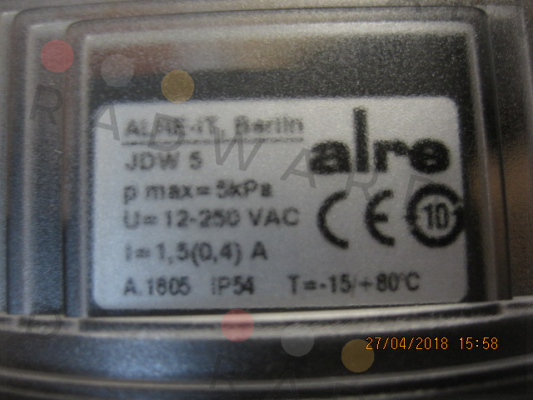 ALRE-IT, Berlin
alre
JDW 5
p max=5kPa
U=12-250 VAC
I=1,5(0,4) A
CE 10
A.1805 IP54 T=-15/+80°C
RADWARE
27/04/2018 15:58